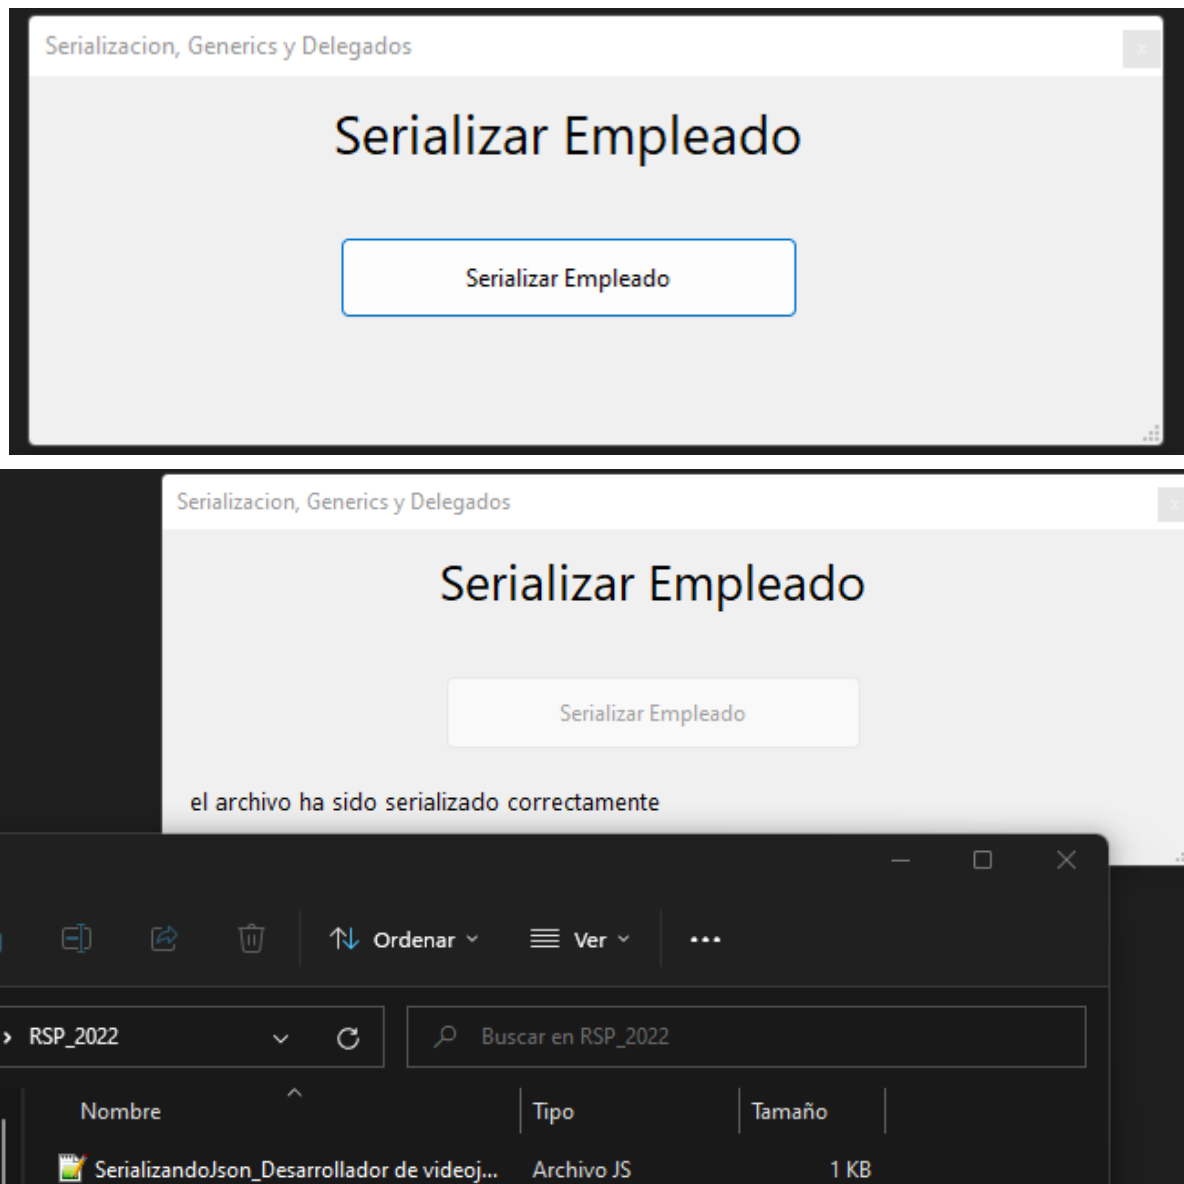 Serializacion, Generics y Delegados
x
Serializar Empleado
Serializar Empleado
Serializacion, Generics y Delegados
x
Serializar Empleado
Serializar Empleado
el archivo ha sido serializado correctamente
Ordenar
Ver
RSP_2022
Buscar en RSP_2022
Nombre Tipo Tamaño
SerializandoJson_Desarrollador de videoj... Archivo JS 1 KB